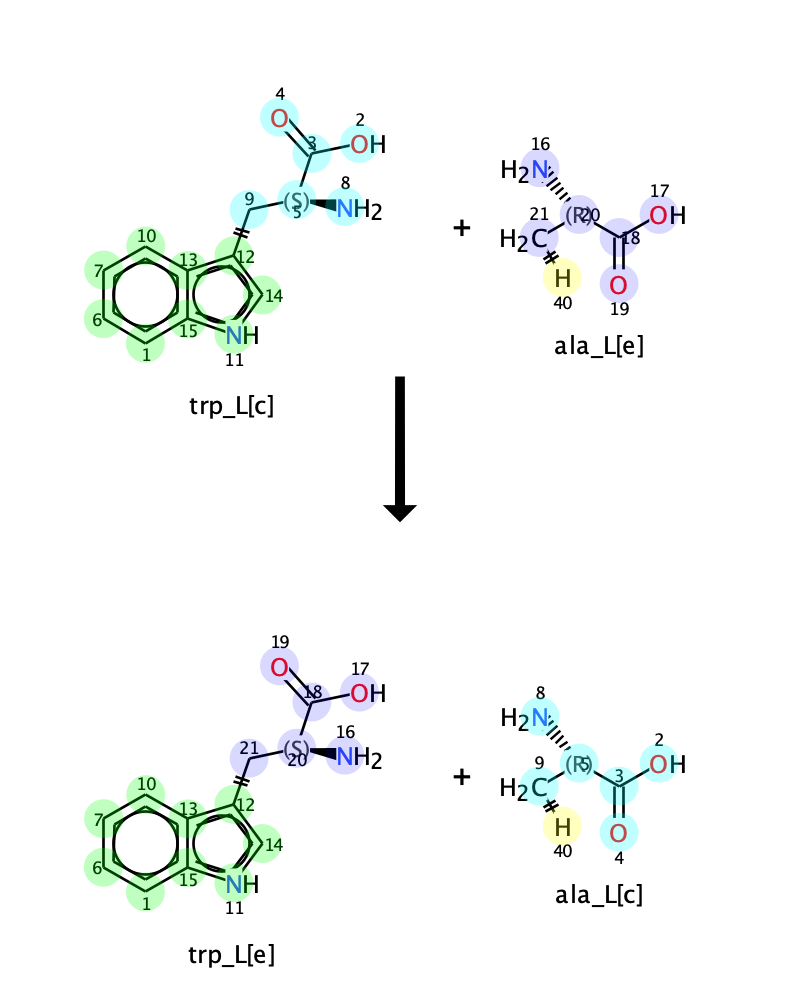 4
O
3
2
OH
9
(S)
5
8
NH2
10
7
13
12
14
6
15
1
NH
11
trp_L[c]
+
16
H2N
21
H2C
(R)
20
17
OH
18
H
40
O
19
ala_L[e]
19
O
18
17
OH
21
(S)
20
16
NH2
10
7
13
12
14
6
15
1
NH
11
trp_L[e]
+
8
H2N
9
H2C
(R)
5
2
OH
3
H
40
O
4
ala_L[c]